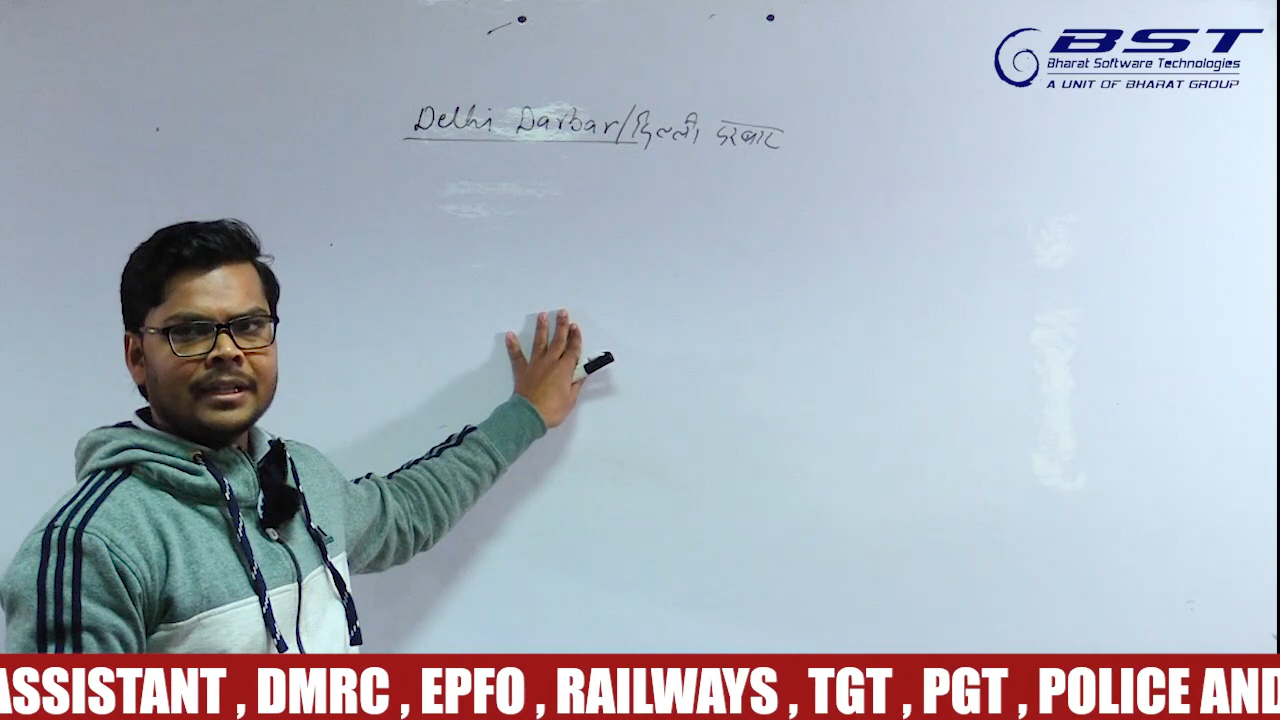 BST
Bharat Software Technologies
A UNIT OF BHARAT GROUP
Delhi Darbar/दिल्ली दरबार
ASSISTANT , DMRC , EPFO , RAILWAYS , TGT , PGT , POLICE AND